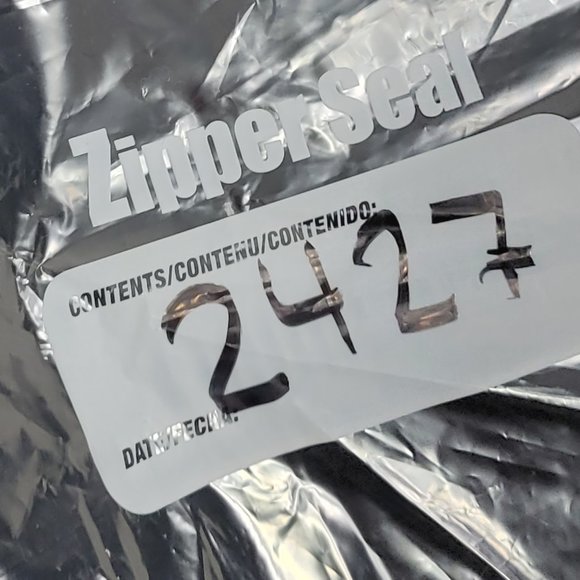 Zipper Seal
CONTENTS/CONTENU/CONTENIDO:
2427
DATE/FECHA: